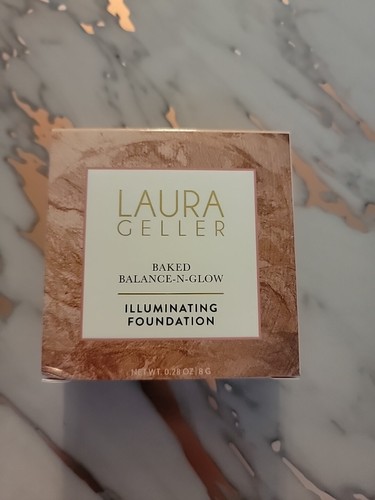 LAURA
GELLER
BAKED
BALANCE-N-GLOW
ILLUMINATING
FOUNDATION
NET WT. 0.28 OZ | 8 G